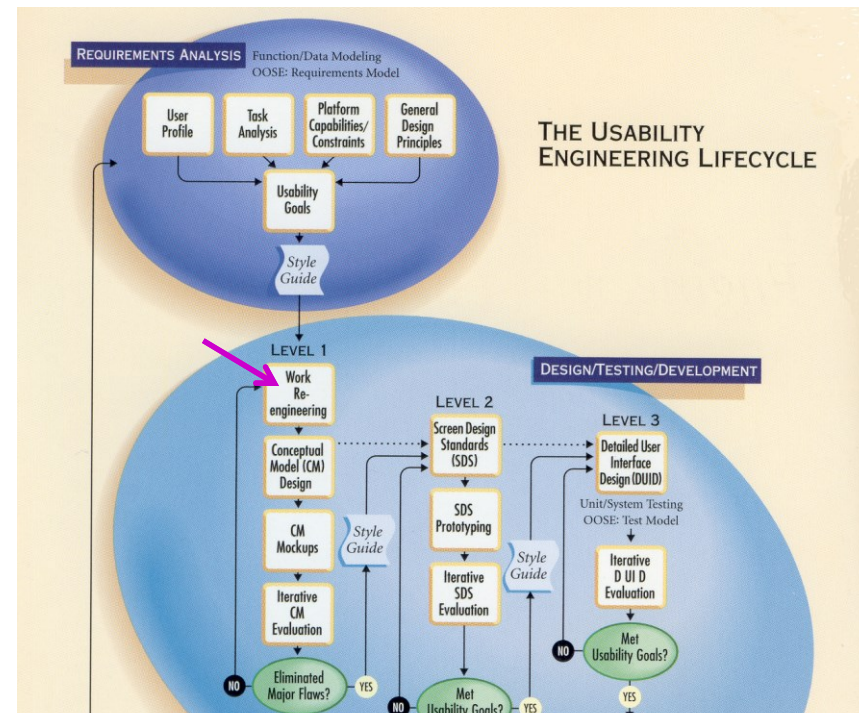 REQUIREMENTS ANALYSIS
Function/Data Modeling
OOSE: Requirements Model
User
Profile
Task
Analysis
Platform
Capabilities/
Constraints
General
Design
Principles
THE USABILITY
ENGINEERING LIFECYCLE
Usability
Goals
Style
Guide
LEVEL 1
DESIGN/TESTING/DEVELOPMENT
Work
Re-
engineering
LEVEL 2
LEVEL 3
Conceptual
Model (CM)
Design
Screen Design
Standards
(SDS)
Detailed User
Interface
Design (DUID)
Unit/System Testing
OOSE: Test Model
CM
Mockups
Style
Guide
SDS
Prototyping
Style
Guide
Iterative
D UI D
Evaluation
Iterative
CM
Evaluation
Iterative
SDS
Evaluation
NO
Met
Usability Goals?
NO
Eliminated
Major Flaws?
YES
NO
Met
Usability Goals?
YES
YES